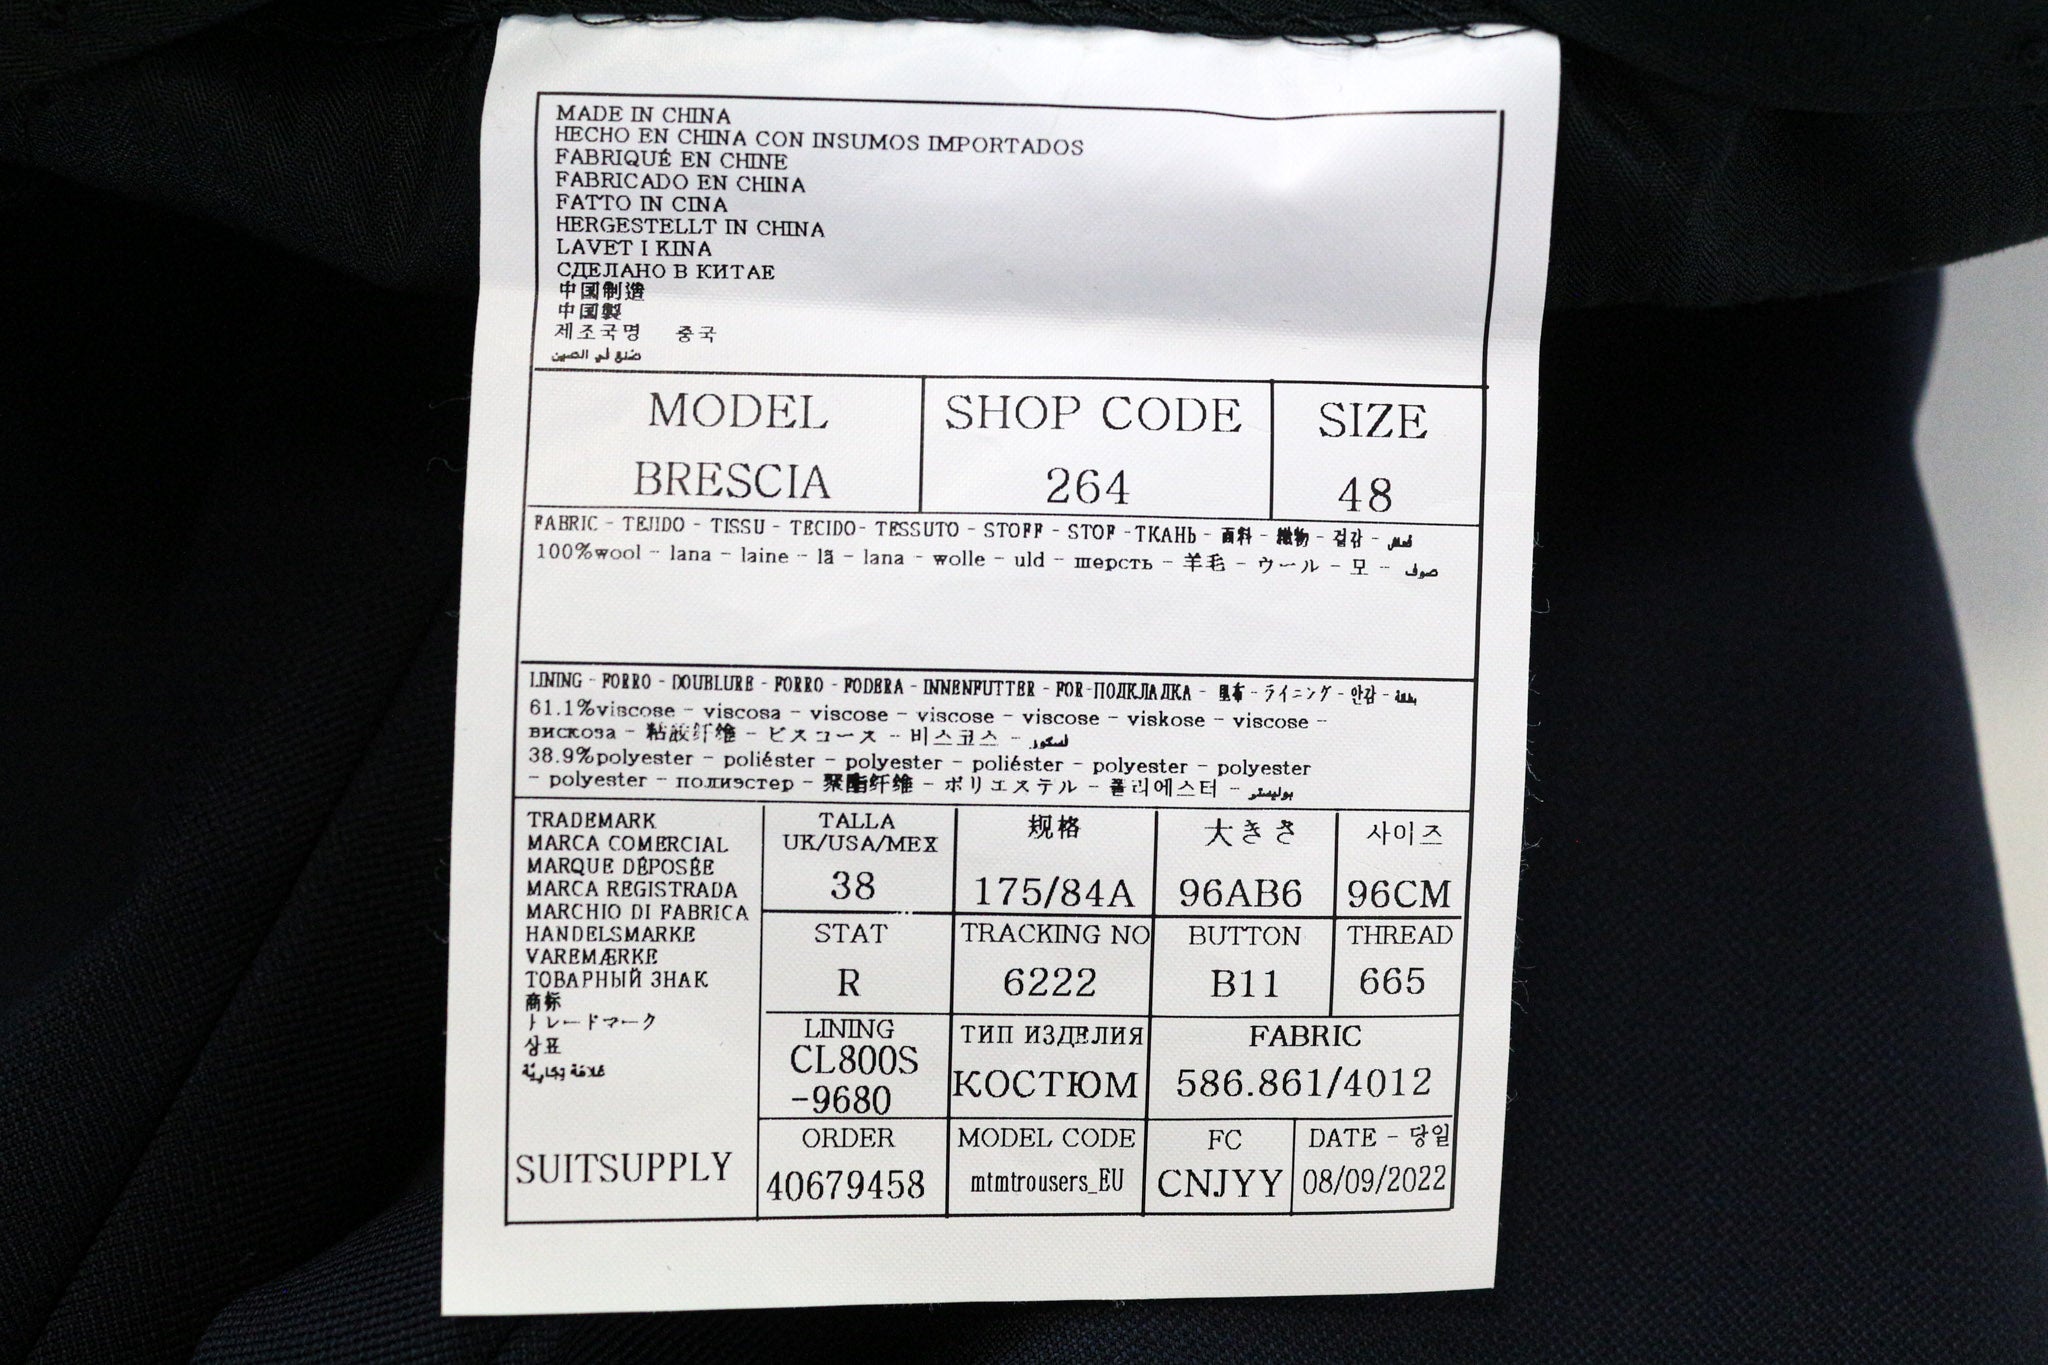 MADE IN CHINA
HECHO EN CHINA CON INSUMOS IMPORTADOS
FABRIQUÉ EN CHINE
FABRICADO EN CHINA
FATTO IN CINA
HERGESTELLT IN CHINA
LAVET I KINA
СДЕЛАНО В КИТАЕ
中国制造
中国製
제조국명 중국
صنع في الصين
MODEL
BRESCIA
SHOP CODE
264
SIZE
48
FABRIC - TEJIDO - TISSU - TECIDO- TESSUTO - STOFF - STOF -ТКАНЬ - 面料 - 織物 - 겉감 - قماش
100%wool - lana - laine - lã - lana - wolle - uld - шерсть - 羊毛 - ウール - 모 - صوف
LINING - FORRO - DOUBLURE - FORRO - FODERA - INNENFUTTER - FOR-ПОДКЛАДКА - 里布 - ライニング - 안감 -
61.1%viscose - viscosa - viscose - viscose - viscose - viskose - viscose -
вискоза - 粘胶纤维 - ビスコース - 비스코스 -
38.9%polyester - poliéster - polyester - poliéster - polyester - polyester
- polyester - полиэстер - 聚酯纤维 - ポリエステル - 폴리에스터 - بوليستر
TRADEMARK
MARCA COMERCIAL
MARQUE DÉPOSÉE
MARCA REGISTRADA
MARCHIO DI FABRICA
HANDELSMARKE
VAREMÆRKE
ТОВАРНЫЙ ЗНАК
商标
トレードマーク
상표
علامة تجارية
SUITSUPPLY
TALLA
UK/USA/MEX
38
规格
175/84A
大きさ
96AB6
사이즈
96CM
STAT
R
TRACKING NO
6222
BUTTON
B11
THREAD
665
LINING
CL800S
-9680
ТИП ИЗДЕЛИЯ
КОСТЮМ
FABRIC
586.861/4012
ORDER
40679458
MODEL CODE
mtmtrousers_EU
FC
CNJYY
DATE - 당일
08/09/2022